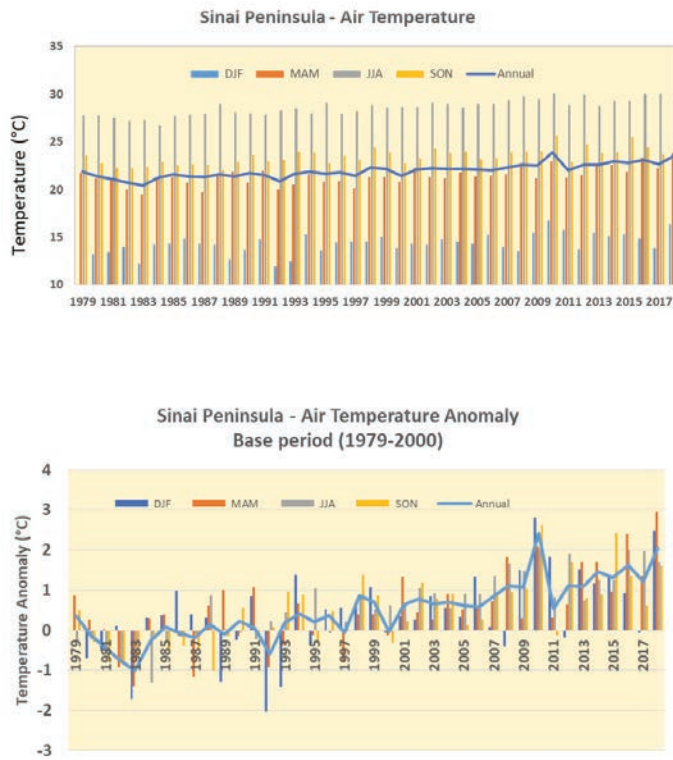 Sinai Peninsula - Air Temperature
35
30
25
20
15
10
Temperature (°C)
DJF MAM JJA SON Annual
1979 1981 1983 1985 1987 1989 1991 1993 1995 1997 1999 2001 2003 2005 2007 2009 2011 2013 2015 2017
Sinai Peninsula - Air Temperature Anomaly
Base period (1979-2000)
4
3
2
1
0
-1
-2
-3
Temperature Anomaly (°C)
DJF MAM JJA SON Annual
1979 1981 1983 1985 1987 1989 1991 1993 1995 1997 1999 2001 2003 2005 2007 2009 2011 2013 2015 2017